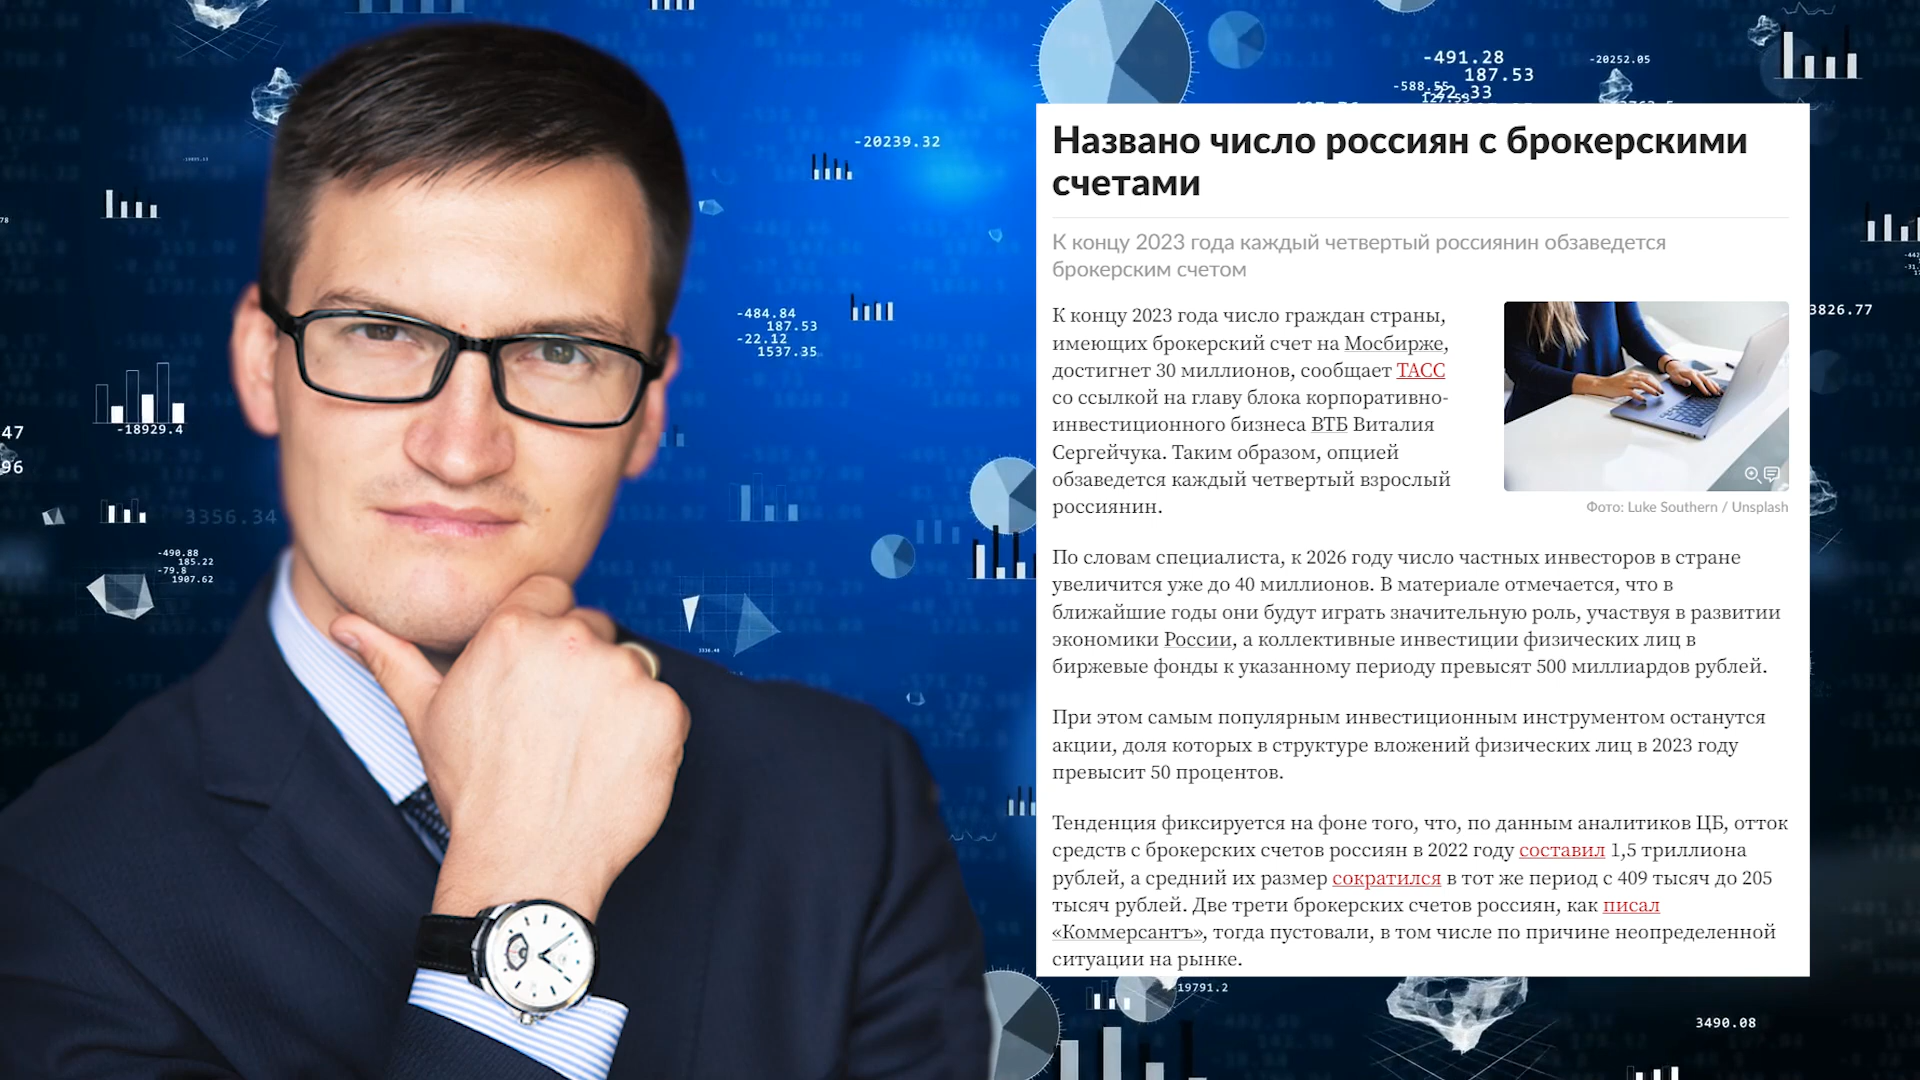 -491.28
187.53
-588.55
-22.33
-20252.05
-20239.32
-484.84
187.53
-22.12
1537.35
3826.77
-18929.4
47
96
3356.34
-490.88
185.22
-79.8
1907.62
Названо число россиян с брокерскими
счетами
К концу 2023 года каждый четвертый россиянин обзаведется
брокерским счетом
К концу 2023 года число граждан страны,
имеющих брокерский счет на Мосбирже,
достигнет 30 миллионов, сообщает ТАСС
со ссылкой на главу блока корпоративно-
инвестиционного бизнеса ВТБ Виталия
Сергейчука. Таким образом, опцией
обзаведется каждый четвертый взрослый
россиянин.
Фото: Luke Southern / Unsplash
По словам специалиста, к 2026 году число частных инвесторов в стране
увеличится уже до 40 миллионов. В материале отмечается, что в
ближайшие годы они будут играть значительную роль, участвуя в развитии
экономики России, а коллективные инвестиции физических лиц в
биржевые фонды к указанному периоду превысят 500 миллиардов рублей.
При этом самым популярным инвестиционным инструментом останутся
акции, доля которых в структуре вложений физических лиц в 2023 году
превысит 50 процентов.
Тенденция фиксируется на фоне того, что, по данным аналитиков ЦБ, отток
средств с брокерских счетов россиян в 2022 году составил 1,5 триллиона
рублей, а средний их размер сократился в тот же период с 409 тысяч до 205
тысяч рублей. Две трети брокерских счетов россиян, как писал
«Коммерсантъ», тогда пустовали, в том числе по причине неопределенной
ситуации на рынке.
19791.2
3490.08